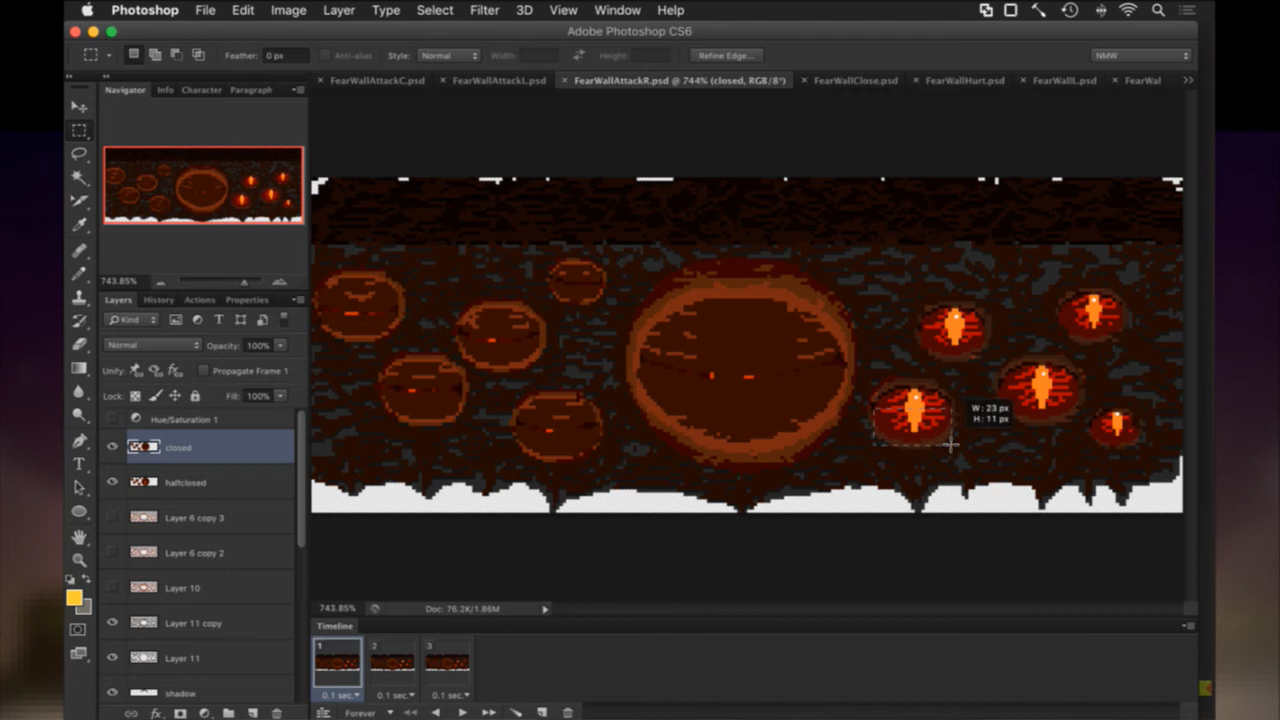 Photoshop File Edit Image Layer Type Select Filter 3D View Window Help
Adobe Photoshop CS6
Feather: 0 px Anti-alias Style: Normal Width: Height: Refine Edge... NMW
FearWallAttackC.psd FearWallAttackL.psd FearWallAttackR.psd @ 744% (closed, RGB/8*) FearWallClose.psd FearWallHurt.psd FearWallL.psd FearWal
Navigator Info Character Paragraph
743.85%
Layers History Actions Properties
Kind
Normal Opacity: 100%
Unify: Propagate Frame 1
Lock: Fill: 100%
Hue/Saturation 1
closed
halfclosed
Layer 6 copy 3
Layer 6 copy 2
Layer 10
Layer 11 copy
Layer 11
shadow
W: 23 px
H: 11 px
743.85% Doc: 76.2K/1.86M
Timeline
1 2 3
0.1 sec. 0.1 sec. 0.1 sec.
Forever